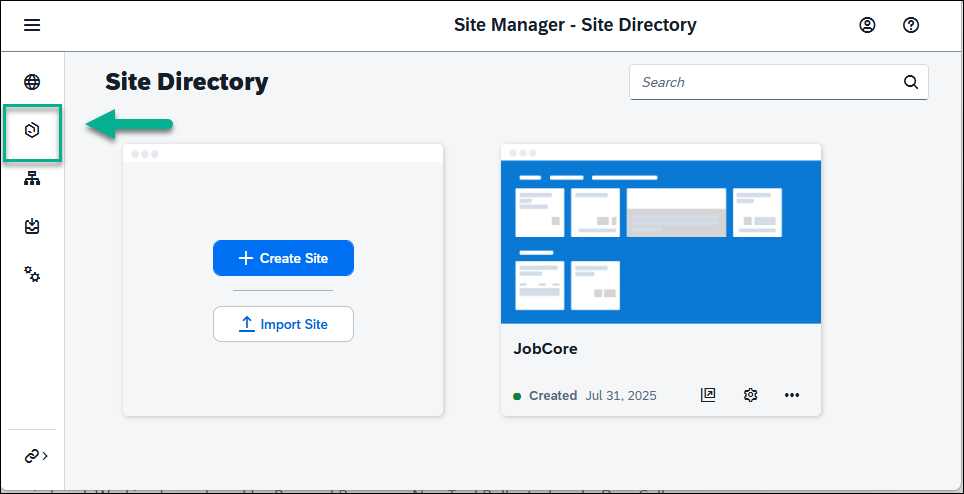 Site Manager - Site Directory
Site Directory
Search
Create Site
Import Site
JobCore
Created Jul 31, 2025